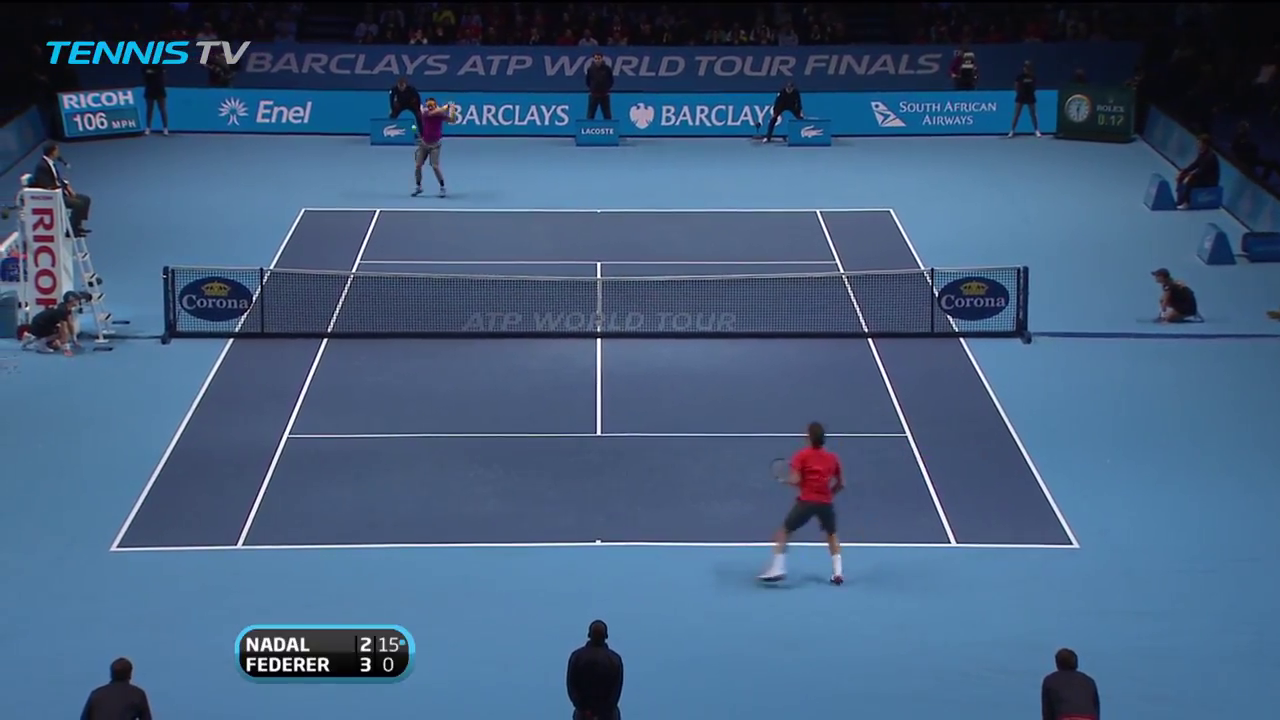 TENNIS TV
BARCLAYS ATP WORLD TOUR FINALS
RICOH
106 MPH
Enel
BARCLAYS
LACOSTE
BARCLAYS
SOUTH AFRICAN
AIRWAYS
ROLEX
0:17
RICOH
Corona
Corona
ATP WORLD TOUR
NADAL 2 15
FEDERER 3 0